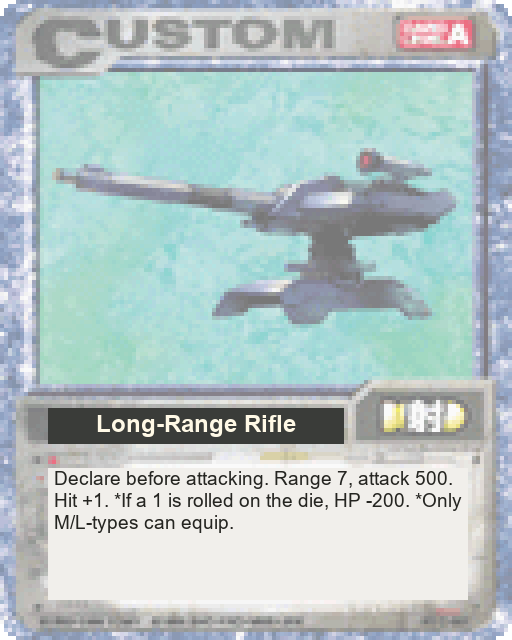 CUSTOM
A
Long-Range Rifle
Declare before attacking. Range 7, attack 500.
Hit +1. *If a 1 is rolled on the die, HP -200. *Only
M/L-types can equip.